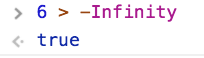 > 6 > -Infinity
< true